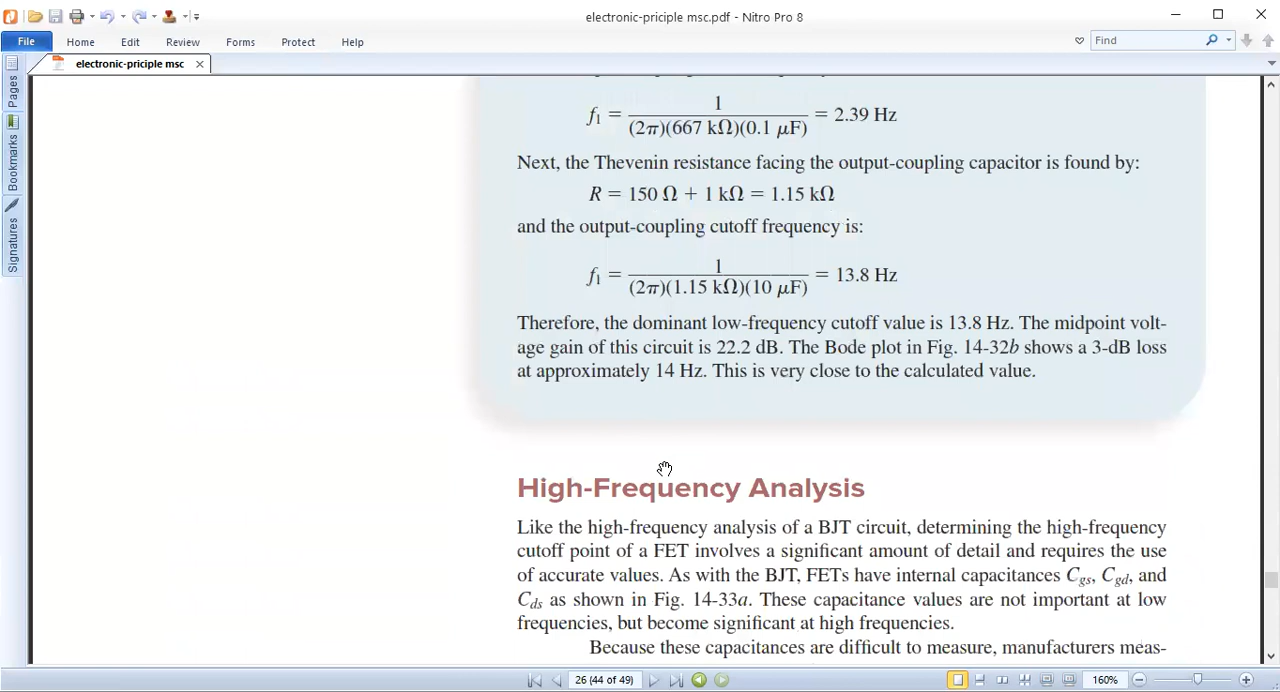 electronic-priciple msc.pdf - Nitro Pro 8
File Home Edit Review Forms Protect Help Find
electronic-priciple msc
Pages
Bookmarks
Signatures
f1 = 1 / (2π)(667 kΩ)(0.1 μF) = 2.39 Hz
Next, the Thevenin resistance facing the output-coupling capacitor is found by:
R = 150 Ω + 1 kΩ = 1.15 kΩ
and the output-coupling cutoff frequency is:
f1 = 1 / (2π)(1.15 kΩ)(10 μF) = 13.8 Hz
Therefore, the dominant low-frequency cutoff value is 13.8 Hz. The midpoint volt-
age gain of this circuit is 22.2 dB. The Bode plot in Fig. 14-32b shows a 3-dB loss
at approximately 14 Hz. This is very close to the calculated value.
High-Frequency Analysis
Like the high-frequency analysis of a BJT circuit, determining the high-frequency
cutoff point of a FET involves a significant amount of detail and requires the use
of accurate values. As with the BJT, FETs have internal capacitances Cgs, Cgd, and
Cds as shown in Fig. 14-33a. These capacitance values are not important at low
frequencies, but become significant at high frequencies.
Because these capacitances are difficult to measure, manufacturers meas-
26 (44 of 49) 160%